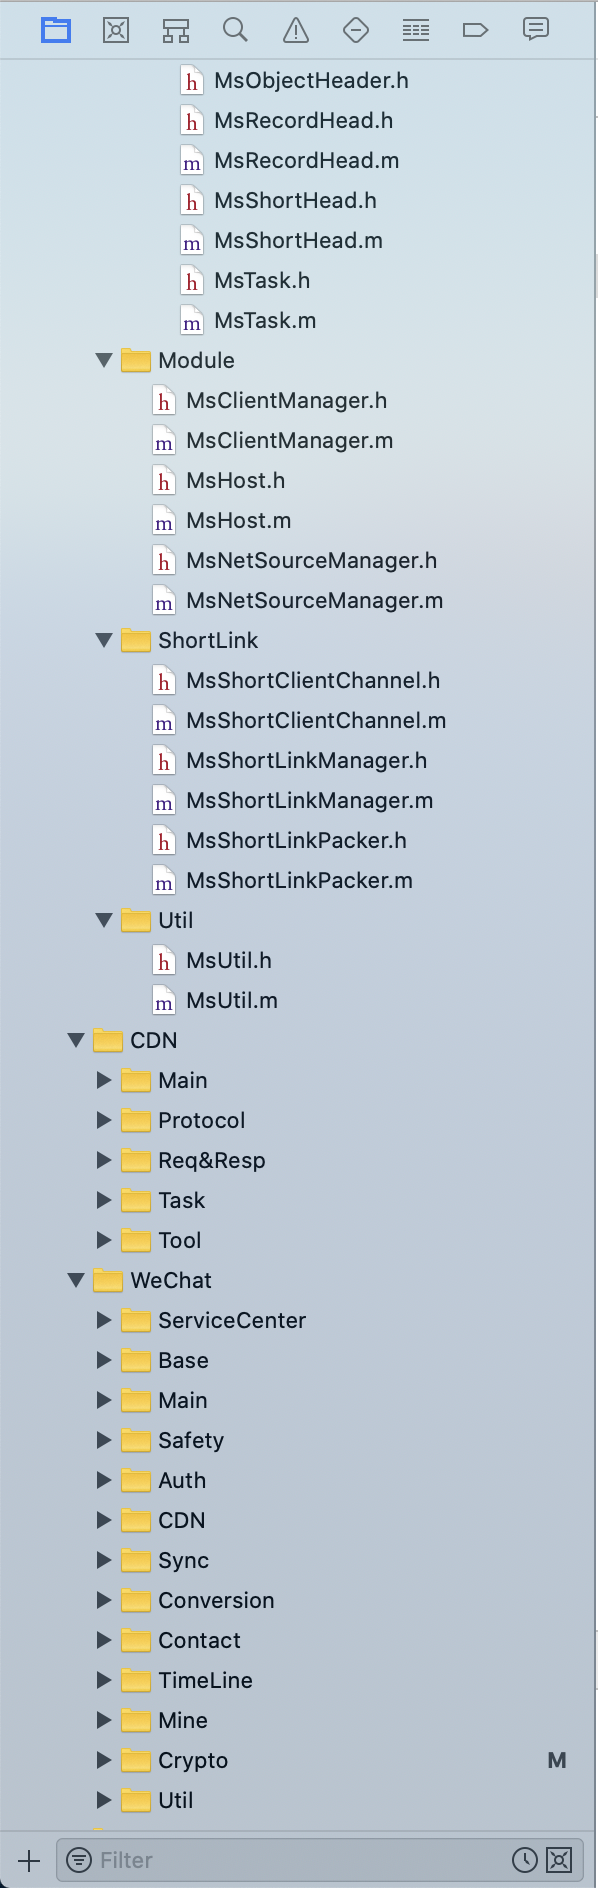 MsObjectHeader.h
MsRecordHead.h
MsRecordHead.m
MsShortHead.h
MsShortHead.m
MsTask.h
MsTask.m
Module
MsClientManager.h
MsClientManager.m
MsHost.h
MsHost.m
MsNetSourceManager.h
MsNetSourceManager.m
ShortLink
MsShortClientChannel.h
MsShortClientChannel.m
MsShortLinkManager.h
MsShortLinkManager.m
MsShortLinkPacker.h
MsShortLinkPacker.m
Util
MsUtil.h
MsUtil.m
CDN
Main
Protocol
Req&Resp
Task
Tool
WeChat
ServiceCenter
Base
Main
Safety
Auth
CDN
Sync
Conversion
Contact
TimeLine
Mine
Crypto M
Util
Filter